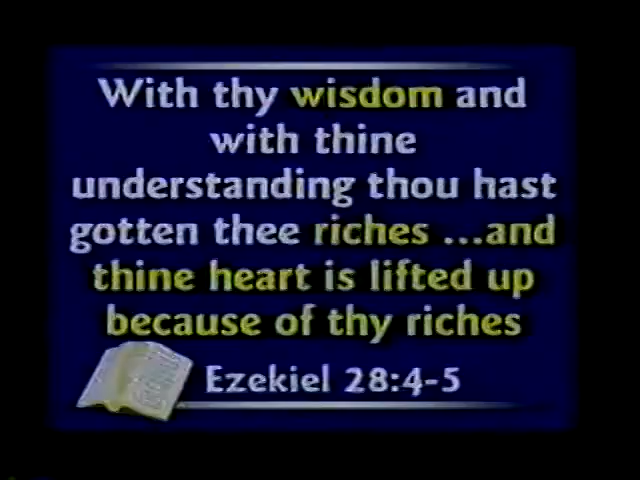 With thy wisdom and
with thine
understanding thou hast
gotten thee riches ...and
thine heart is lifted up
because of thy riches
Ezekiel 28:4-5